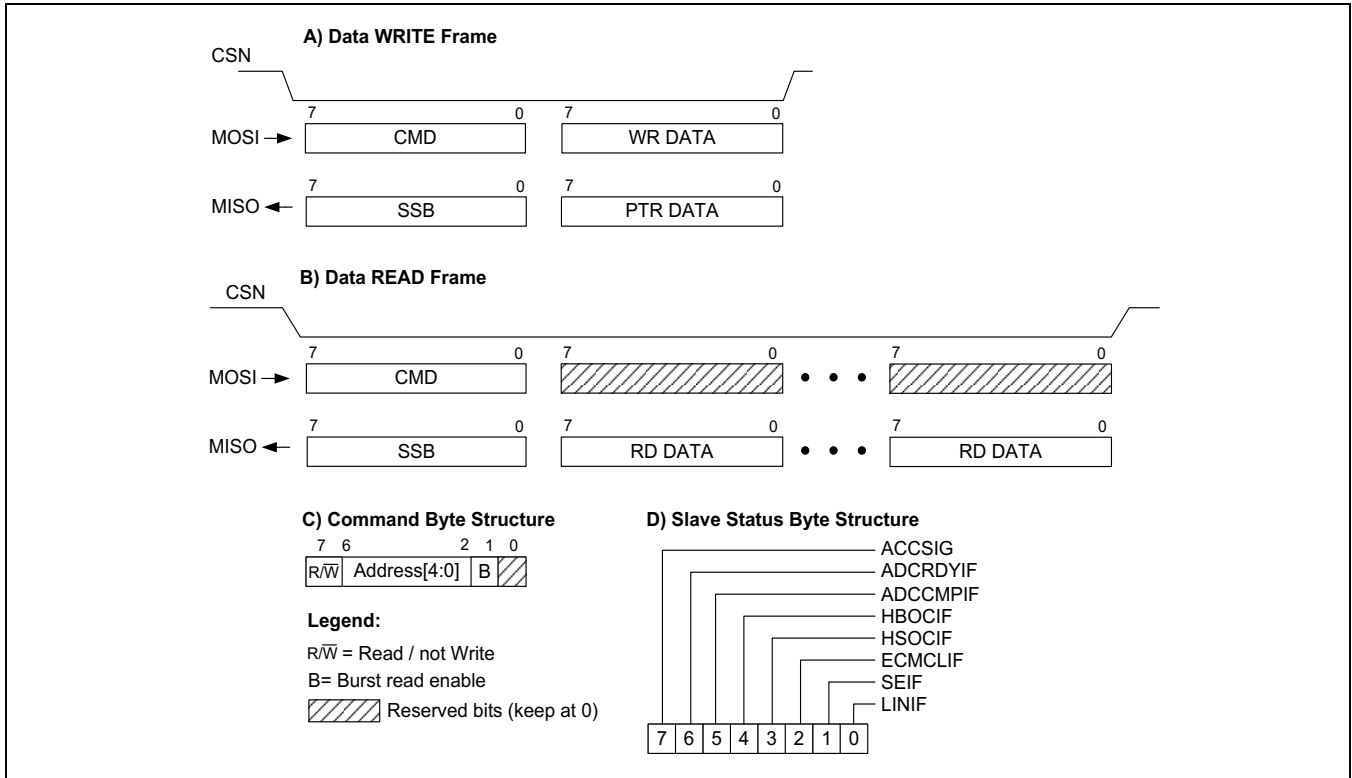 A) Data WRITE Frame
CSN
7 0 7 0
MOSI CMD WR DATA
7 0 7 0
MISO SSB PTR DATA
B) Data READ Frame
CSN
7 0 7 0 7 0
MOSI CMD • • •
7 0 7 0 7 0
MISO SSB RD DATA • • • RD DATA
C) Command Byte Structure
7 6 2 1 0
R/W̅ Address[4:0] B
Legend:
R/W̅ = Read / not Write
B= Burst read enable
Reserved bits (keep at 0)
D) Slave Status Byte Structure
ACCSIG
ADCRDYIF
ADCCMPIF
HBOCIF
HSOCIF
ECMCLIF
SEIF
LINIF
7 6 5 4 3 2 1 0